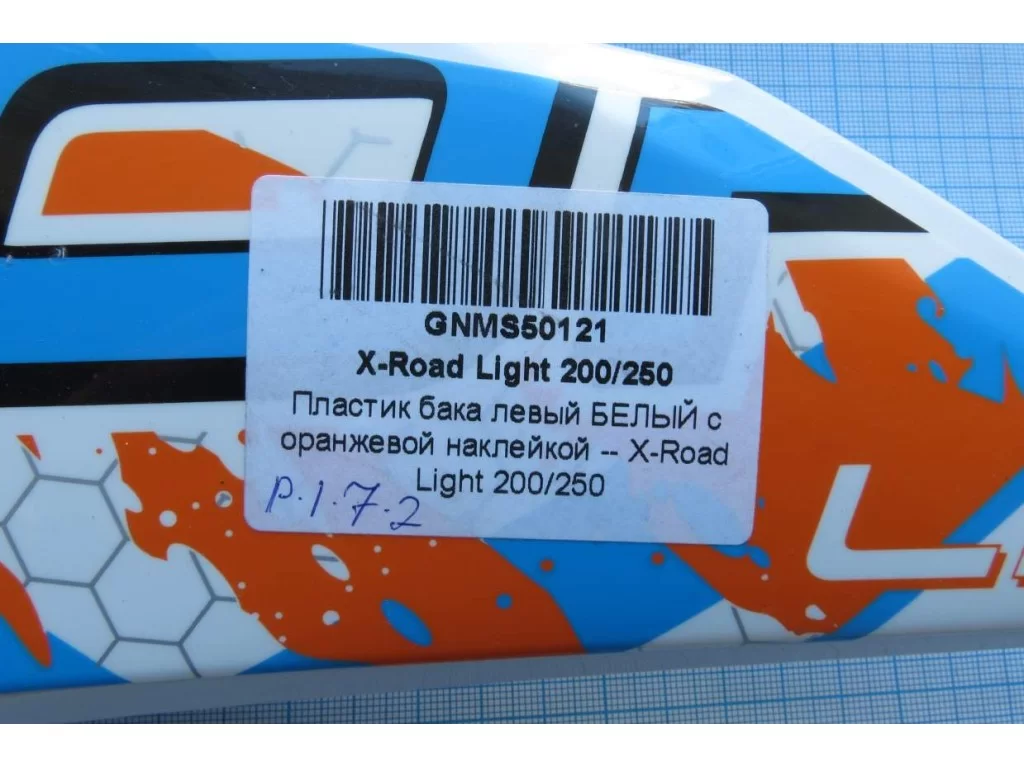 GNMS50121
X-Road Light 200/250
Пластик бака левый БЕЛЫЙ с
оранжевой наклейкой -- X-Road
Light 200/250
р.1.7.2